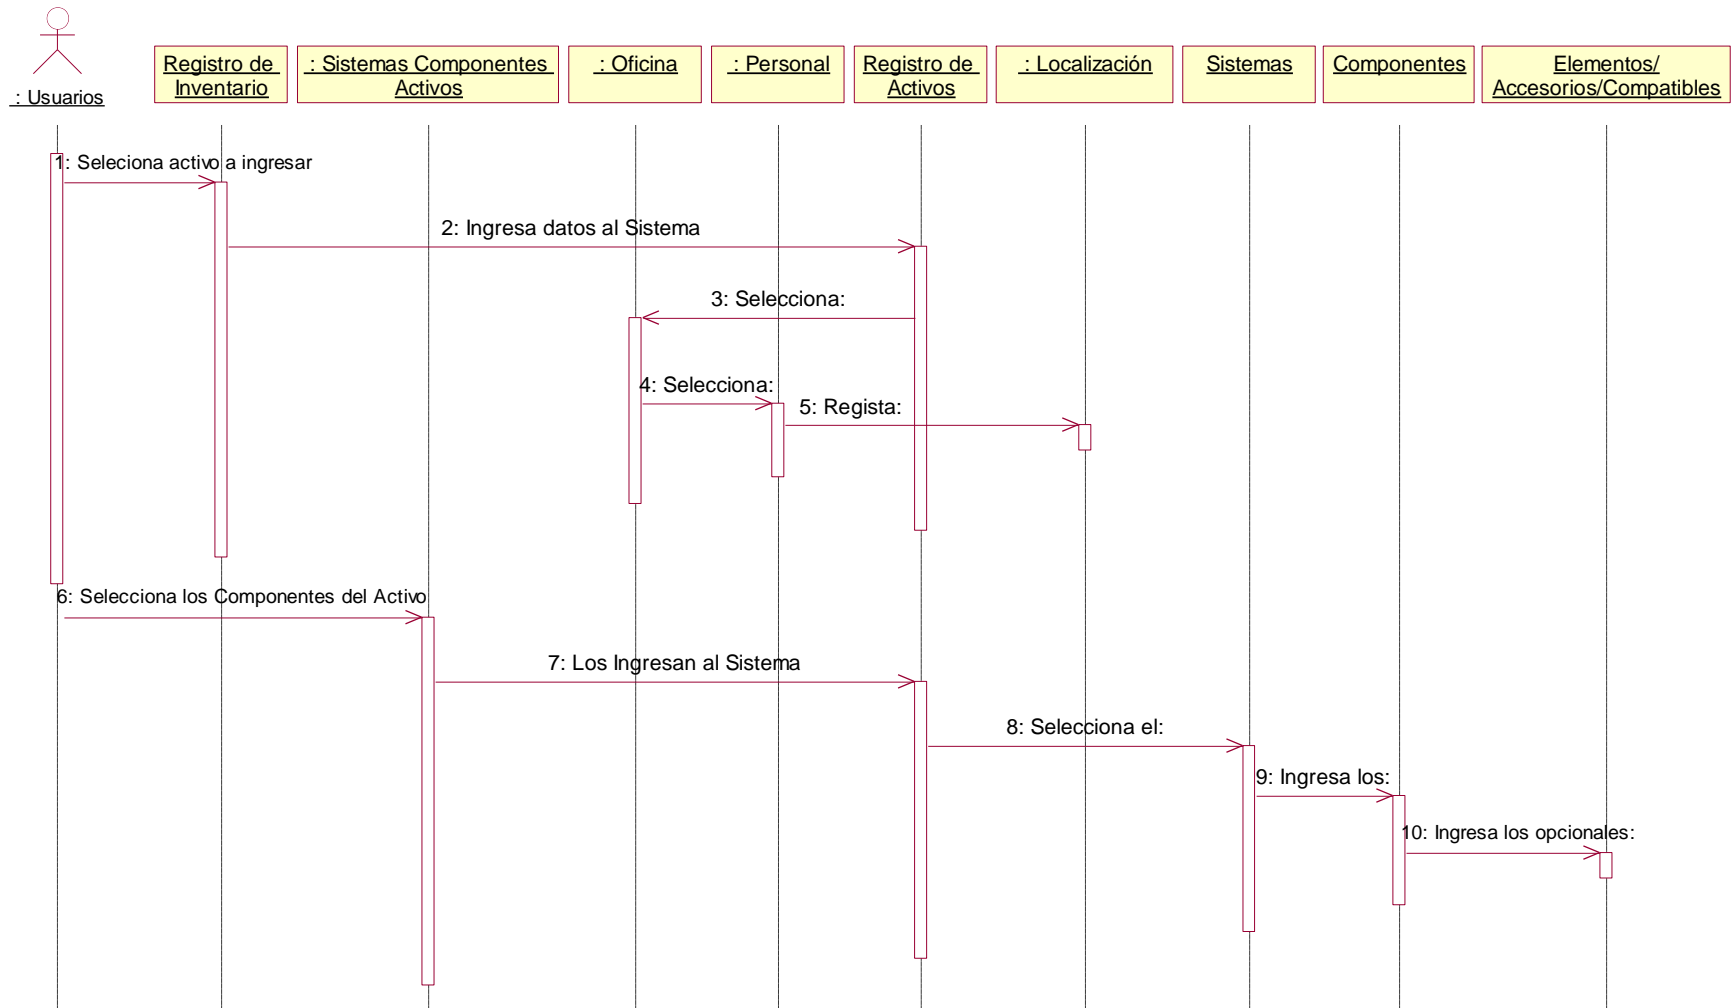 : Usuarios
Registro de
Inventario
: Sistemas Componentes
Activos
: Oficina
: Personal
Registro de
Activos
: Localización
Sistemas
Componentes
Elementos/
Accesorios/Compatibles
1: Seleciona activo a ingresar
2: Ingresa datos al Sistema
3: Selecciona:
4: Selecciona:
5: Regista:
6: Selecciona los Componentes del Activo
7: Los Ingresan al Sistema
8: Selecciona el:
9: Ingresa los:
10: Ingresa los opcionales: